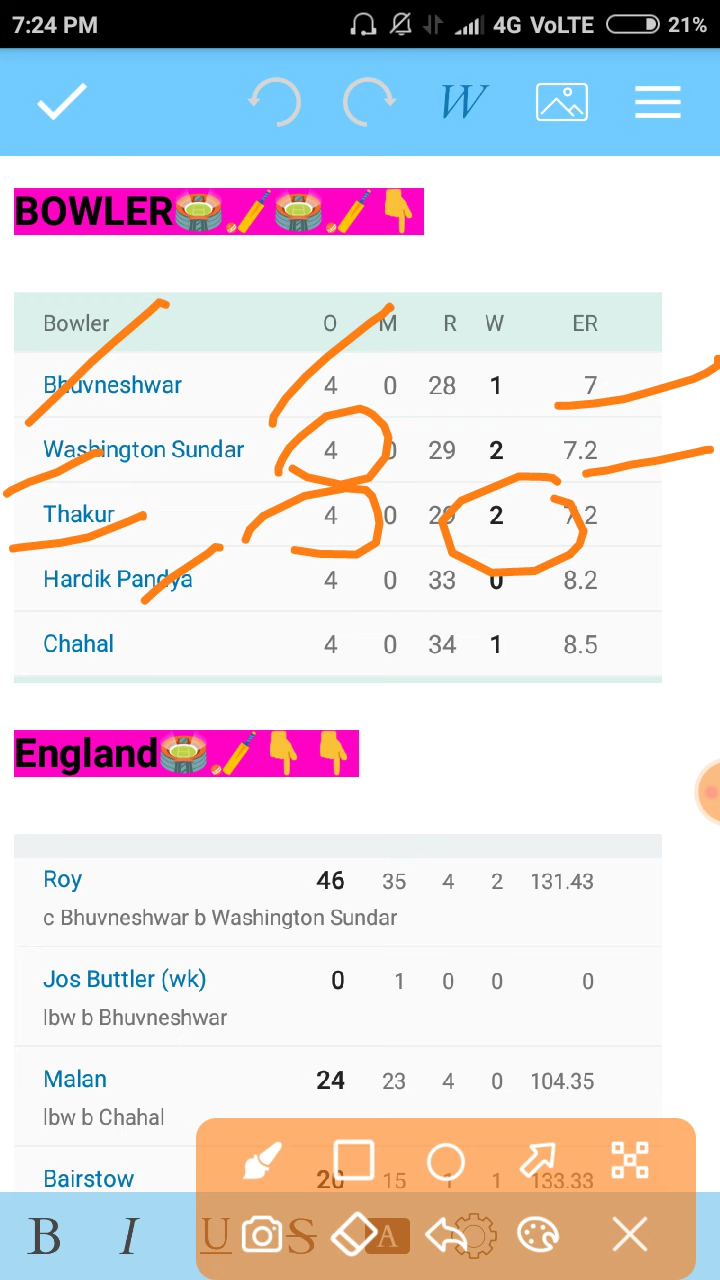 7:24 PM 4G VoLTE 21%
W
BOWLER🏟🏏🏟🏏👇
Bowler O M R W ER
Bhuvneshwar 4 0 28 1 7
Washington Sundar 4 0 29 2 7.2
Thakur 4 0 29 2 7.2
Hardik Pandya 4 0 33 0 8.2
Chahal 4 0 34 1 8.5
England🏟🏏👇👇
Roy 46 35 4 2 131.43
c Bhuvneshwar b Washington Sundar
Jos Buttler (wk) 0 1 0 0 0
lbw b Bhuvneshwar
Malan 24 23 4 0 104.35
lbw b Chahal
Bairstow 20 15 1 1 133.33
B I U S A